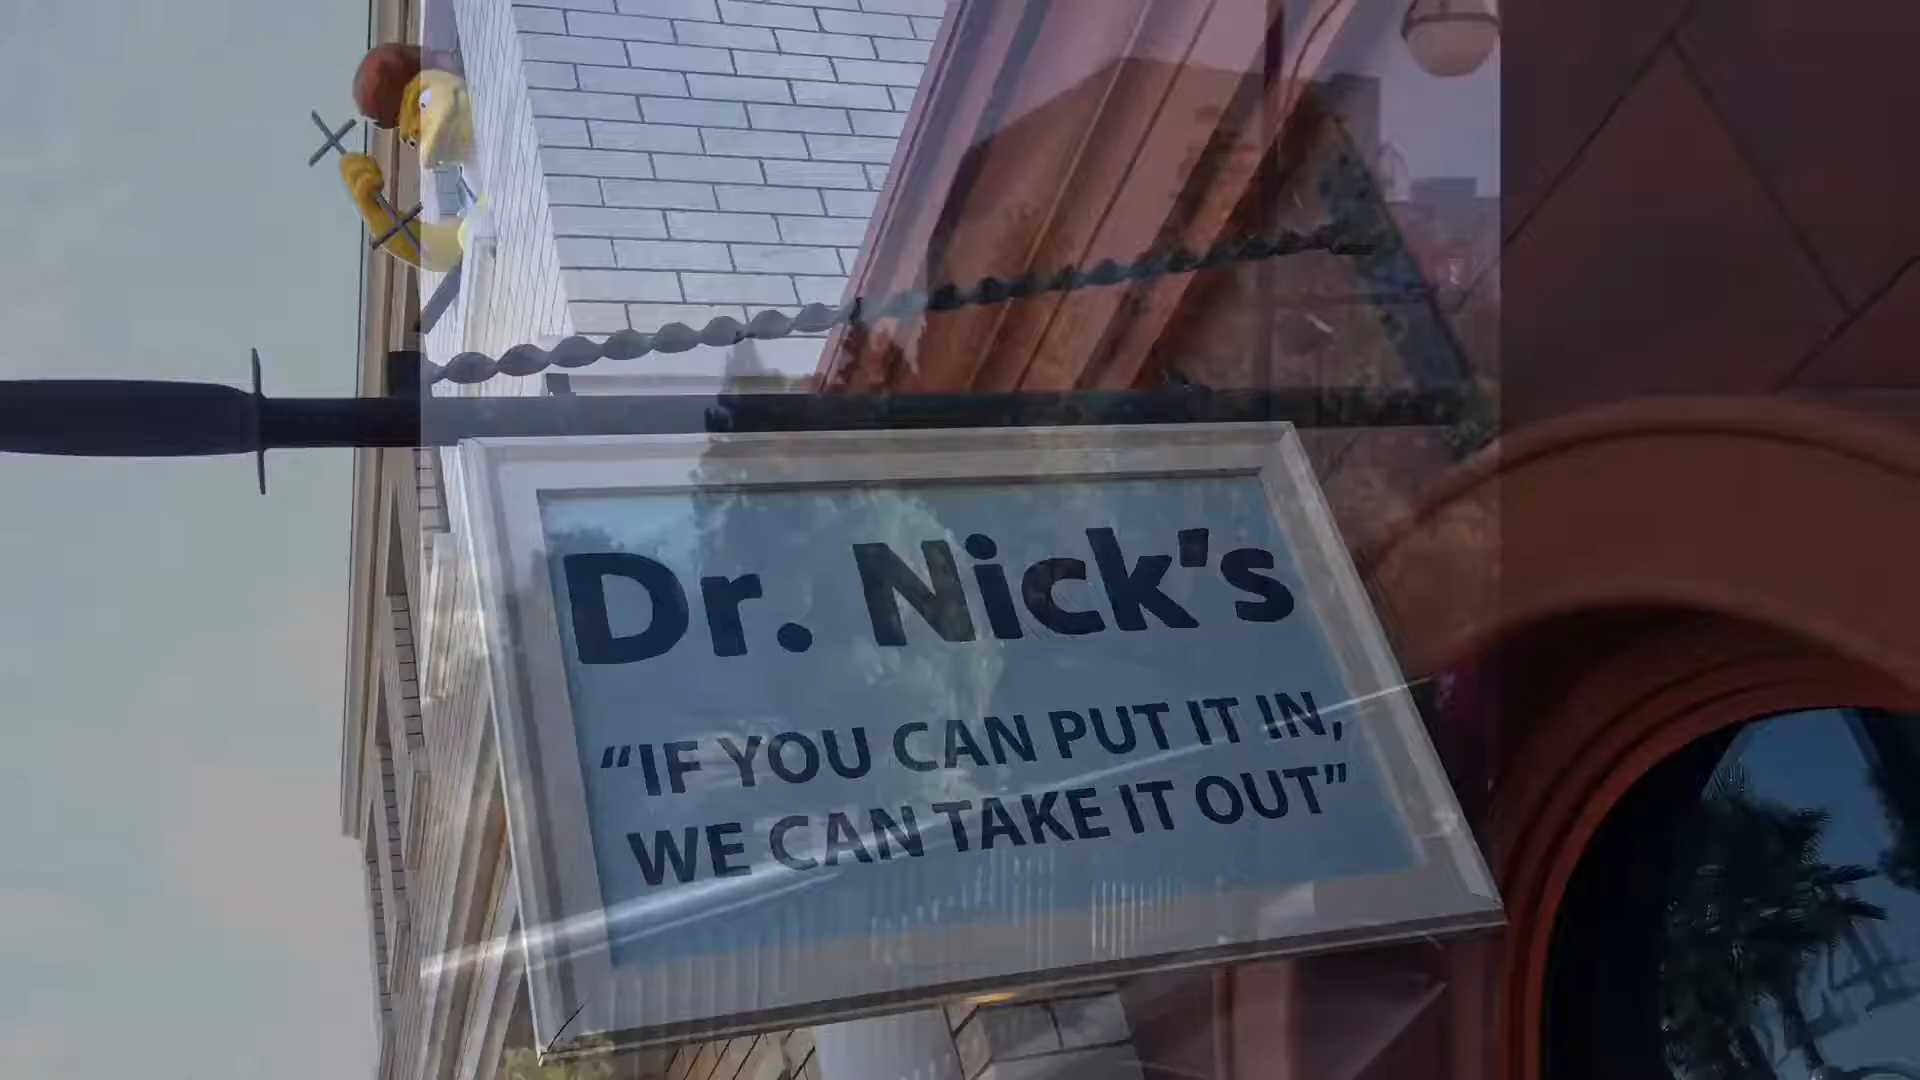 Dr. Nick's
“IF YOU CAN PUT IT IN,
WE CAN TAKE IT OUT”